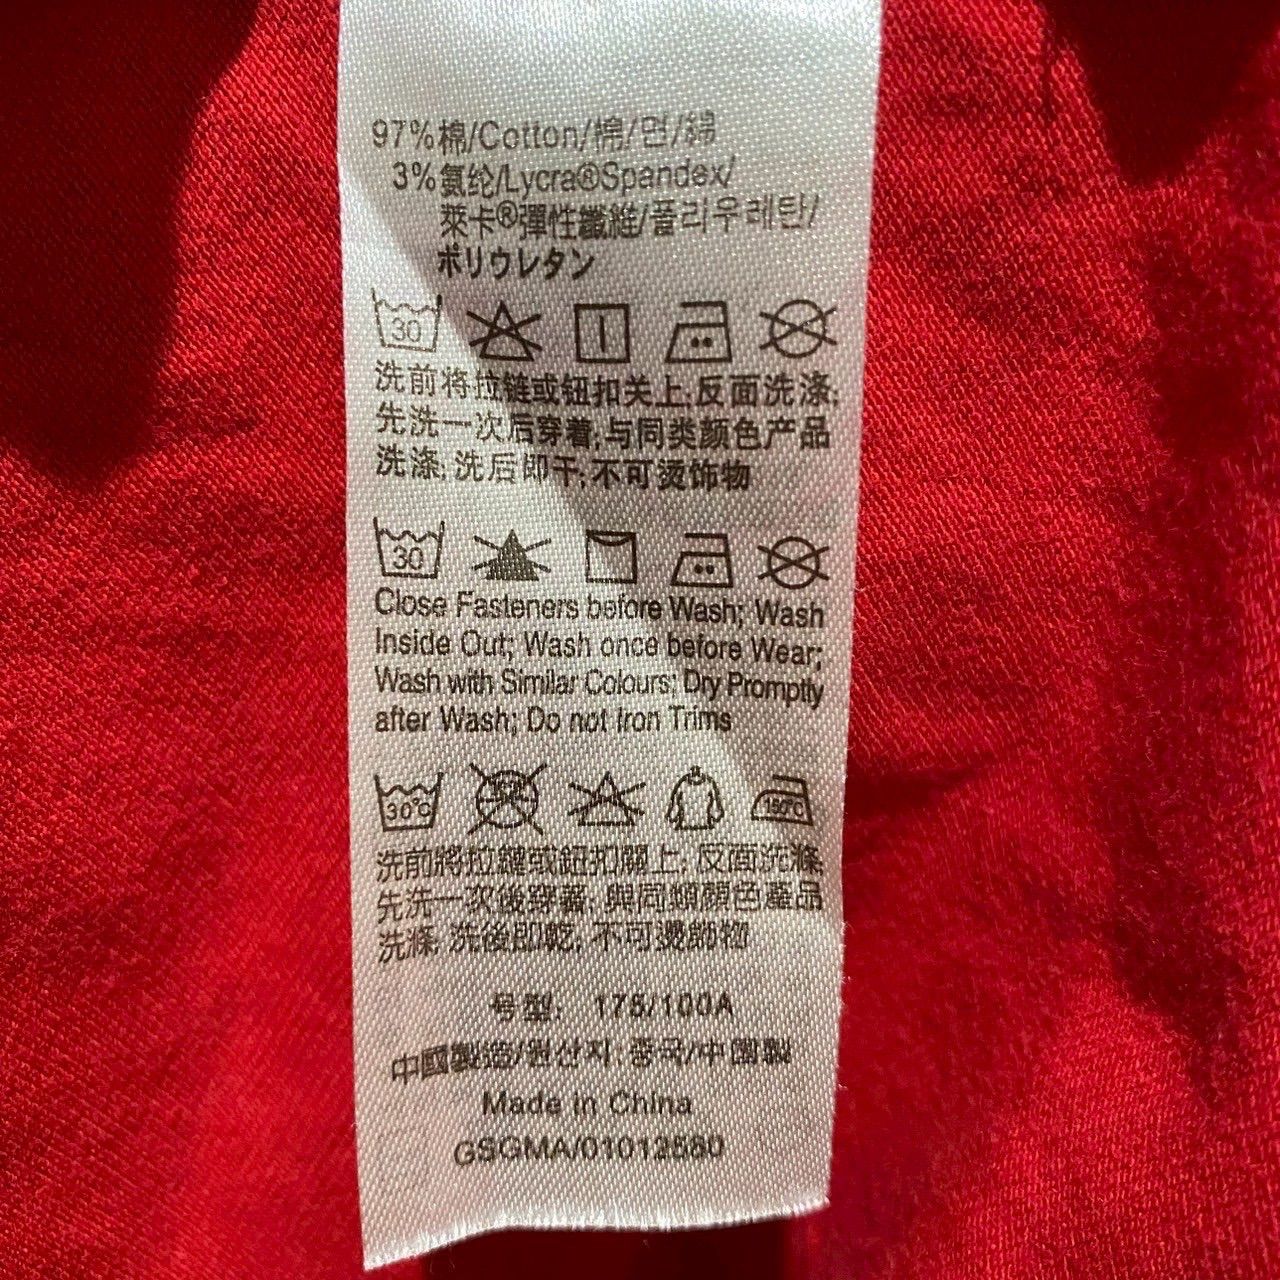 97%棉/Cotton/棉/면/綿
3%氨纶/Lycra®Spandex/
萊卡®彈性纖維/폴리우레탄/
ポリウレタン
30
洗前将拉链或钮扣关上;反面洗涤;
先洗一次后穿着;与同类颜色产品
洗涤;洗后即干;不可烫饰物
30
Close Fasteners before Wash; Wash
Inside Out; Wash once before Wear;
Wash with Similar Colours; Dry Promptly
after Wash; Do not Iron Trims
30℃ 150℃
洗前將拉鏈或鈕扣關上; 反面洗滌;
先洗一次後穿著; 與同類顏色產品
洗滌; 洗後即乾; 不可燙飾物
号型: 175/100A
中國製造/원산지:중국/中国製
Made in China
GSGMA/01012580